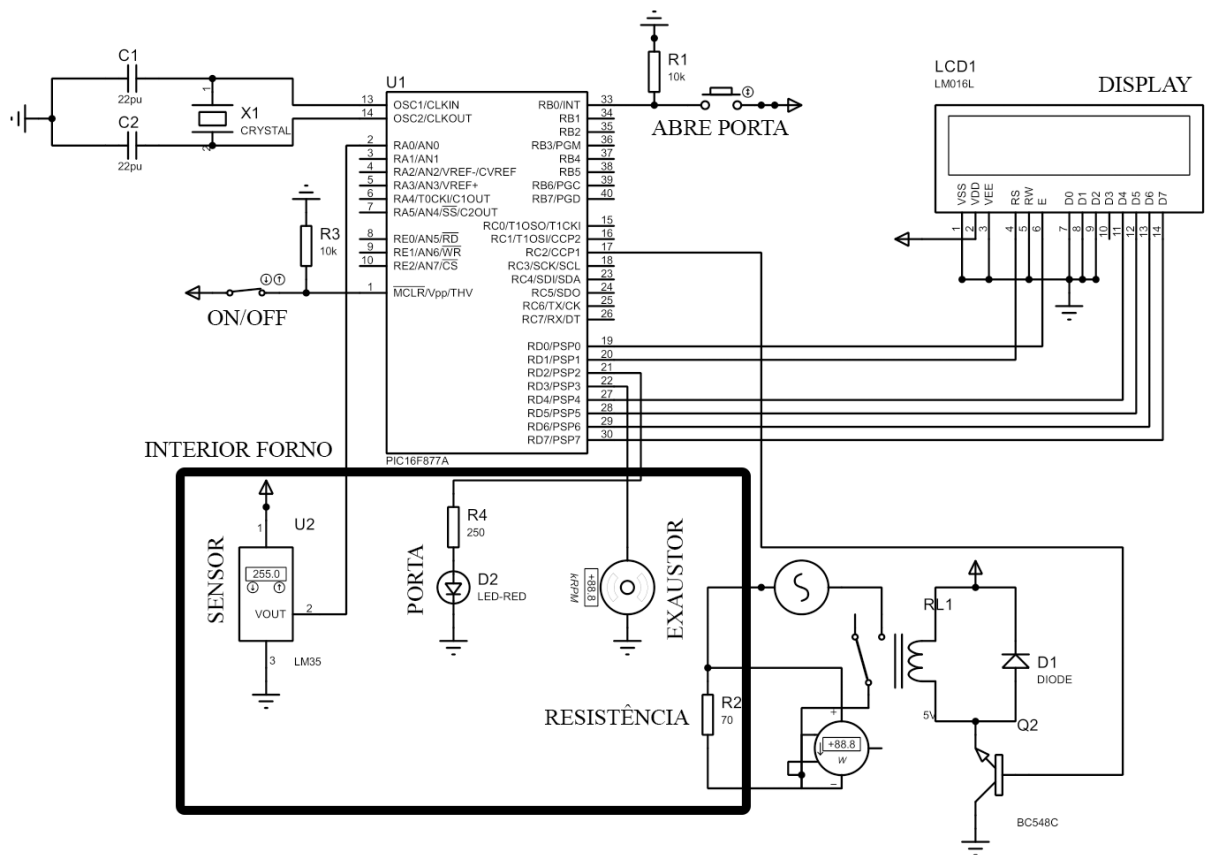 C1
22pu
C2
22pu
1
2
X1
CRYSTAL
R1
10k
ABRE PORTA
LCD1
LM016L
DISPLAY
VSS
VDD
VEE
RS
RW
E
D0
D1
D2
D3
D4
D5
D6
D7
1
2
3
4
5
6
7
8
9
10
11
12
13
14
U1
13 OSC1/CLKIN
14 OSC2/CLKOUT
2 RA0/AN0
3 RA1/AN1
4 RA2/AN2/VREF-/CVREF
5 RA3/AN3/VREF+
6 RA4/T0CKI/C1OUT
7 RA5/AN4/SS/C2OUT
8 RE0/AN5/RD
9 RE1/AN6/WR
10 RE2/AN7/CS
1 MCLR/Vpp/THV
RB0/INT 33
RB1 34
RB2 35
RB3/PGM 36
RB4 37
RB5 38
RB6/PGC 39
RB7/PGD 40
RC0/T1OSO/T1CKI 15
RC1/T1OSI/CCP2 16
RC2/CCP1 17
RC3/SCK/SCL 18
RC4/SDI/SDA 23
RC5/SDO 24
RC6/TX/CK 25
RC7/RX/DT 26
RD0/PSP0 19
RD1/PSP1 20
RD2/PSP2 21
RD3/PSP3 22
RD4/PSP4 27
RD5/PSP5 28
RD6/PSP6 29
RD7/PSP7 30
PIC16F877A
R3
10k
ON/OFF
INTERIOR FORNO
SENSOR
U2
1
255.0
VOUT
2
3
LM35
PORTA
R4
250
D2
LED-RED
+88.8
kRPM
EXAUSTOR
RESISTÊNCIA
R2
70
+
+88.8
W
−
RL1
5V
D1
DIODE
Q2
BC548C